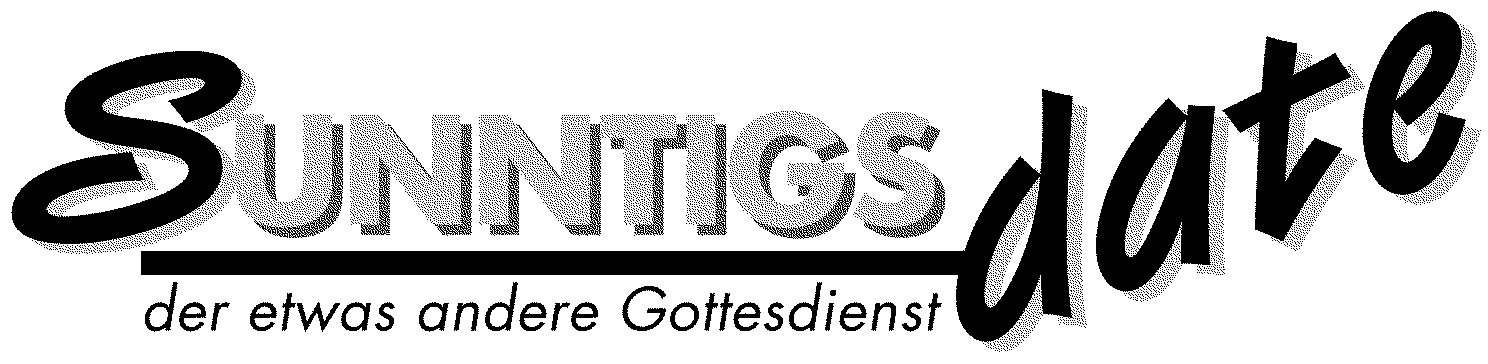 SUNNTIGS date
der etwas andere Gottesdienst